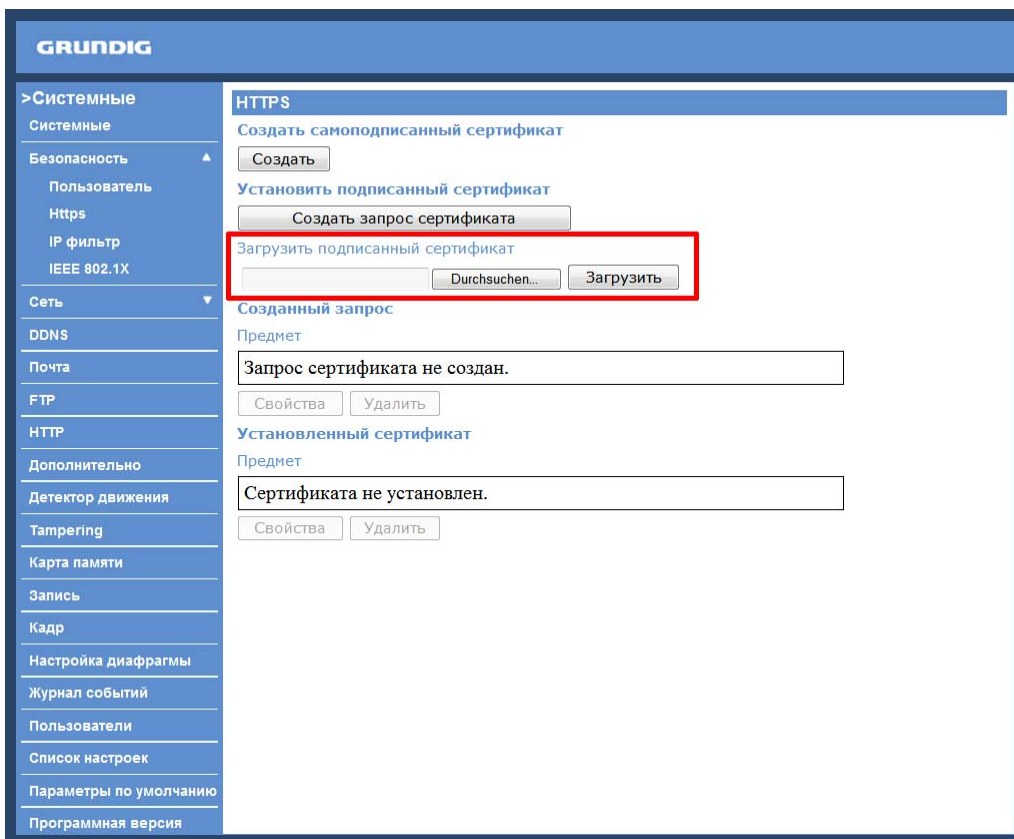 GRUNDIG
>Системные
Системные
Безопасность
Пользователь
Https
IP фильтр
IEEE 802.1X
Сеть
DDNS
Почта
FTP
HTTP
Дополнительно
Детектор движения
Tampering
Карта памяти
Запись
Кадр
Настройка диафрагмы
Журнал событий
Пользователи
Список настроек
Параметры по умолчанию
Программная версия
HTTPS
Создать самоподписанный сертификат
Создать
Установить подписанный сертификат
Создать запрос сертификата
Загрузить подписанный сертификат
Durchsuchen... Загрузить
Созданный запрос
Предмет
Запрос сертификата не создан.
Свойства Удалить
Установленный сертификат
Предмет
Сертификата не установлен.
Свойства Удалить